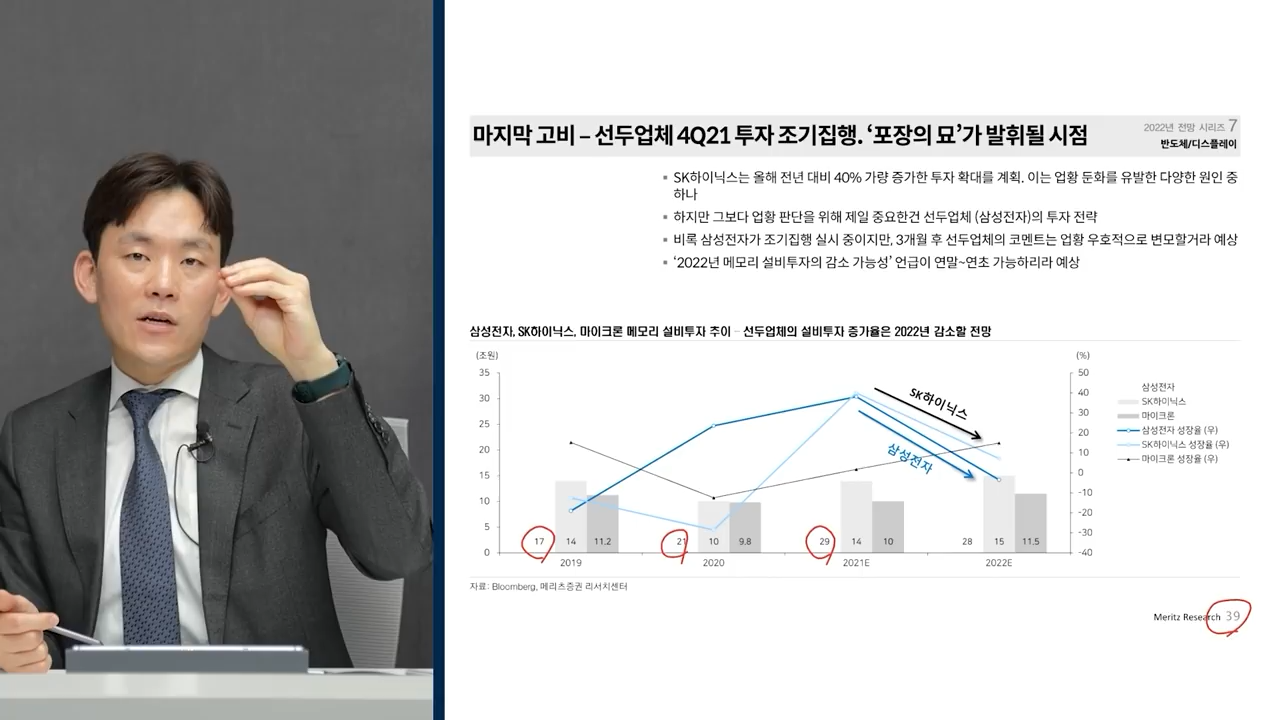 마지막 고비 – 선두업체 4Q21 투자 조기집행. ‘포장의 묘’가 발휘될 시점
2022년 전망 시리즈 7
반도체/디스플레이
▪ SK하이닉스는 올해 전년 대비 40% 가량 증가한 투자 확대를 계획. 이는 업황 둔화를 유발한 다양한 원인 중
하나
▪ 하지만 그보다 업황 판단을 위해 제일 중요한건 선두업체 (삼성전자)의 투자 전략
▪ 비록 삼성전자가 조기집행 실시 중이지만, 3개월 후 선두업체의 코멘트는 업황 우호적으로 변모할거라 예상
▪ ‘2022년 메모리 설비투자의 감소 가능성’ 언급이 연말~연초 가능하리라 예상
삼성전자, SK하이닉스, 마이크론 메모리 설비투자 추이 – 선두업체의 설비투자 증가율은 2022년 감소할 전망
(조원)
(%)
35
30
25
20
15
10
5
0
50
40
30
20
10
0
-10
-20
-30
-40
SK하이닉스
삼성전자
17 14 11.2
21 10 9.8
29 14 10
28 15 11.5
2019 2020 2021E 2022E
삼성전자
SK하이닉스
마이크론
삼성전자 성장율 (우)
SK하이닉스 성장율 (우)
마이크론 성장율 (우)
자료: Bloomberg, 메리츠증권 리서치센터
Meritz Research 39